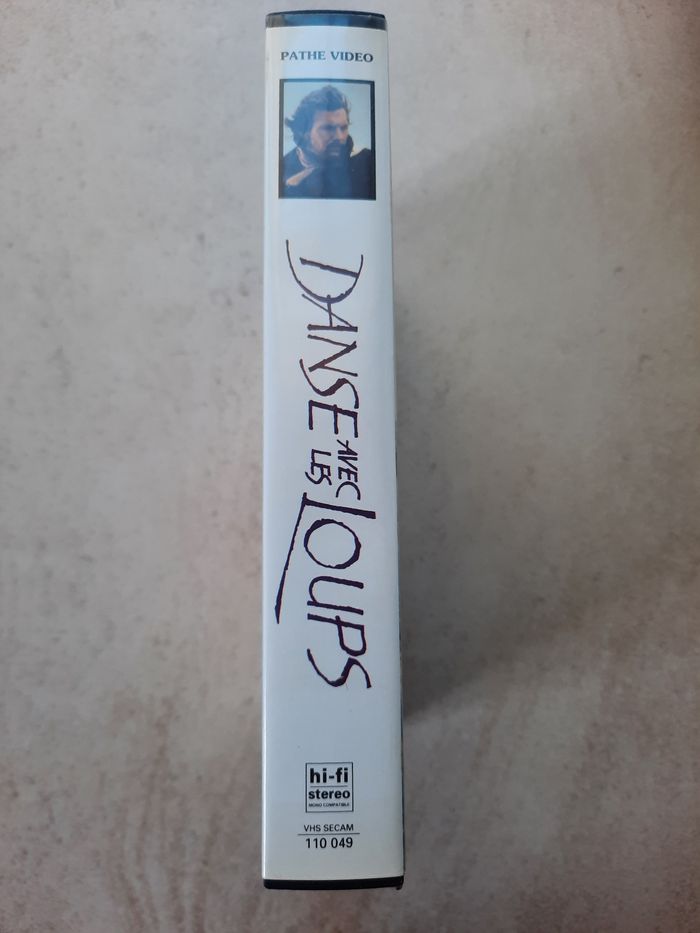 PATHE VIDEO
DANSE AVEC LES LOUPS
hi-fi
stereo
MONO COMPATIBLE
VHS SECAM
110 049